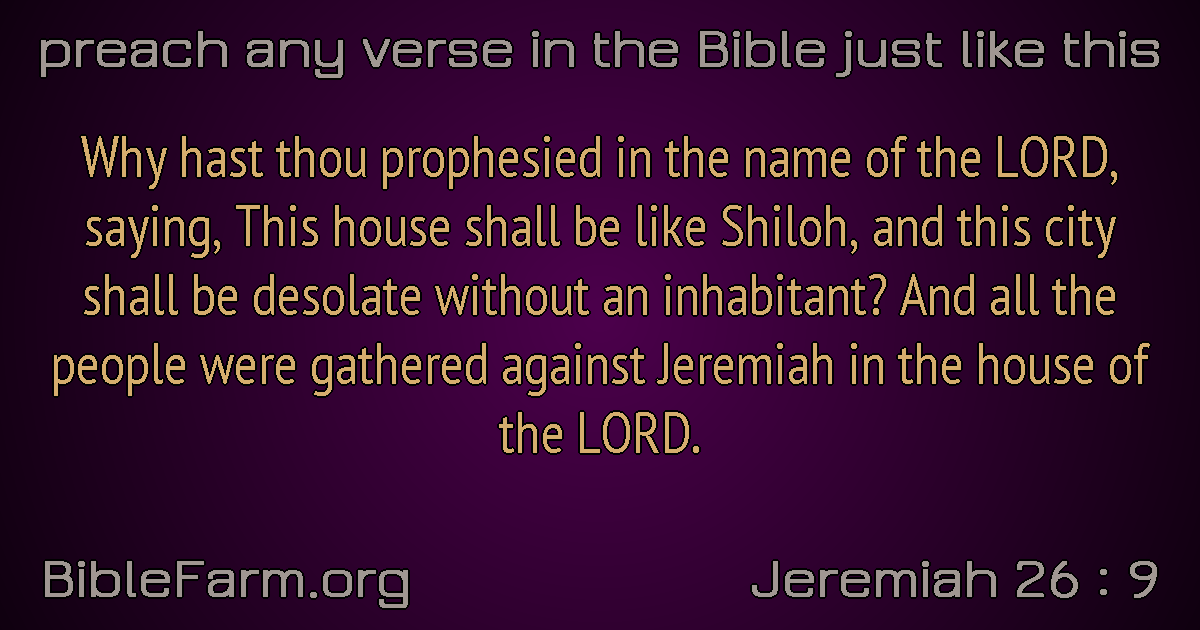 preach any verse in the Bible just like this
Why hast thou prophesied in the name of the LORD,
saying, This house shall be like Shiloh, and this city
shall be desolate without an inhabitant? And all the
people were gathered against Jeremiah in the house of
the LORD.
BibleFarm.org
Jeremiah 26 : 9